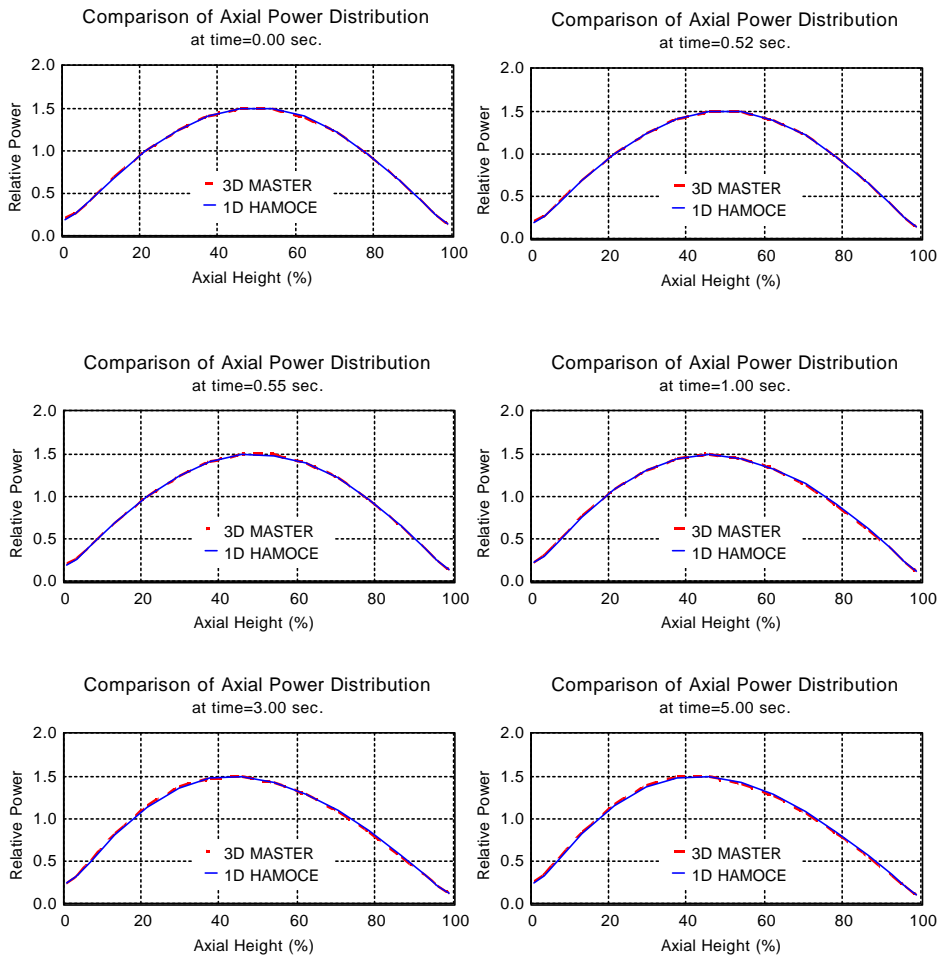 Comparison of Axial Power Distribution
at time=0.00 sec.
2.0
1.5
1.0
0.5
0.0
Relative Power
3D MASTER
1D HAMOCE
0 20 40 60 80 100
Axial Height (%)
Comparison of Axial Power Distribution
at time=0.52 sec.
2.0
1.5
1.0
0.5
0.0
Relative Power
3D MASTER
1D HAMOCE
0 20 40 60 80 100
Axial Height (%)
Comparison of Axial Power Distribution
at time=0.55 sec.
2.0
1.5
1.0
0.5
0.0
Relative Power
3D MASTER
1D HAMOCE
0 20 40 60 80 100
Axial Height (%)
Comparison of Axial Power Distribution
at time=1.00 sec.
2.0
1.5
1.0
0.5
0.0
Relative Power
3D MASTER
1D HAMOCE
0 20 40 60 80 100
Axial Height (%)
Comparison of Axial Power Distribution
at time=3.00 sec.
2.0
1.5
1.0
0.5
0.0
Relative Power
3D MASTER
1D HAMOCE
0 20 40 60 80 100
Axial Height (%)
Comparison of Axial Power Distribution
at time=5.00 sec.
2.0
1.5
1.0
0.5
0.0
Relative Power
3D MASTER
1D HAMOCE
0 20 40 60 80 100
Axial Height (%)